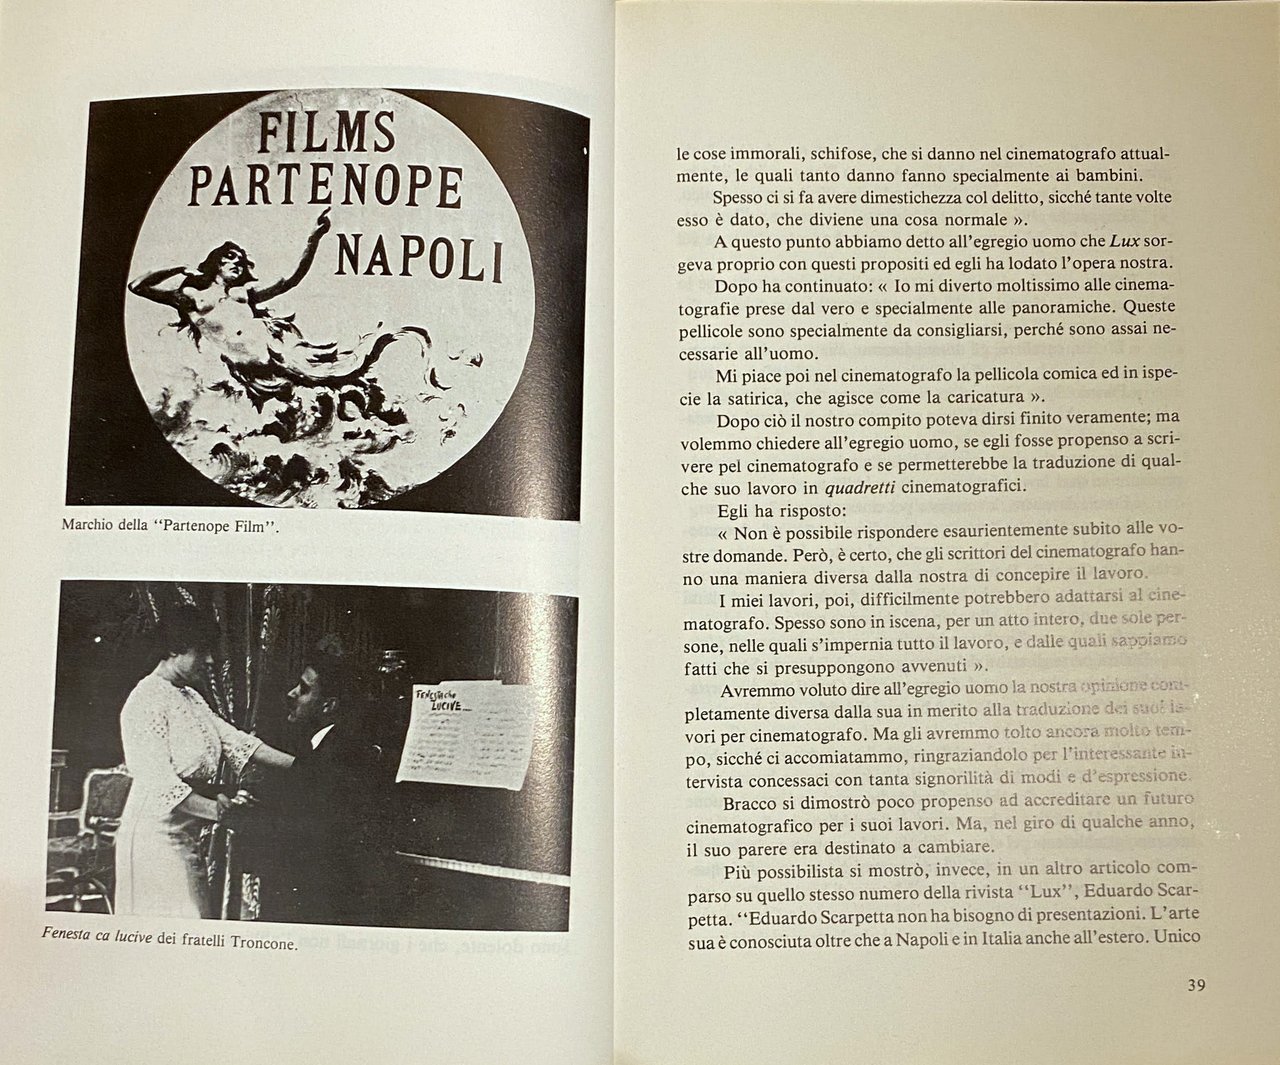 FILMS
PARTENOPE
NAPOLI
Marchio della “Partenope Film”.
FENESTA che
LUCIVE....
Fenesta ca lucive dei fratelli Troncone.
le cose immorali, schifose, che si danno nel cinematografo attual-
mente, le quali tanto danno fanno specialmente ai bambini.
Spesso ci si fa avere dimestichezza col delitto, sicché tante volte
esso è dato, che diviene una cosa normale ».
A questo punto abbiamo detto all’egregio uomo che Lux sor-
geva proprio con questi propositi ed egli ha lodato l’opera nostra.
Dopo ha continuato: « Io mi diverto moltissimo alle cinema-
tografie prese dal vero e specialmente alle panoramiche. Queste
pellicole sono specialmente da consigliarsi, perché sono assai ne-
cessarie all’uomo.
Mi piace poi nel cinematografo la pellicola comica ed in ispe-
cie la satirica, che agisce come la caricatura ».
Dopo ciò il nostro compito poteva dirsi finito veramente; ma
volemmo chiedere all’egregio uomo, se egli fosse propenso a scri-
vere pel cinematografo e se permetterebbe la traduzione di qual-
che suo lavoro in quadretti cinematografici.
Egli ha risposto:
« Non è possibile rispondere esaurientemente subito alle vo-
stre domande. Però, è certo, che gli scrittori del cinematografo han-
no una maniera diversa dalla nostra di concepire il lavoro.
I miei lavori, poi, difficilmente potrebbero adattarsi al cine-
matografo. Spesso sono in iscena, per un atto intero, due sole per-
sone, nelle quali s’impernia tutto il lavoro, e dalle quali sappiamo
fatti che si presuppongono avvenuti ».
Avremmo voluto dire all’egregio uomo la nostra opinione com-
pletamente diversa dalla sua in merito alla traduzione dei suoi la-
vori per cinematografo. Ma gli avremmo tolto ancora molto tem-
po, sicché ci accomiatammo, ringraziandolo per l’interessante in-
tervista concessaci con tanta signorilità di modi e d’espressione.
Bracco si dimostrò poco propenso ad accreditare un futuro
cinematografico per i suoi lavori. Ma, nel giro di qualche anno,
il suo parere era destinato a cambiare.
Più possibilista si mostrò, invece, in un altro articolo com-
parso su quello stesso numero della rivista “Lux”, Eduardo Scar-
petta. “Eduardo Scarpetta non ha bisogno di presentazioni. L’arte
sua è conosciuta oltre che a Napoli e in Italia anche all’estero. Unico
39